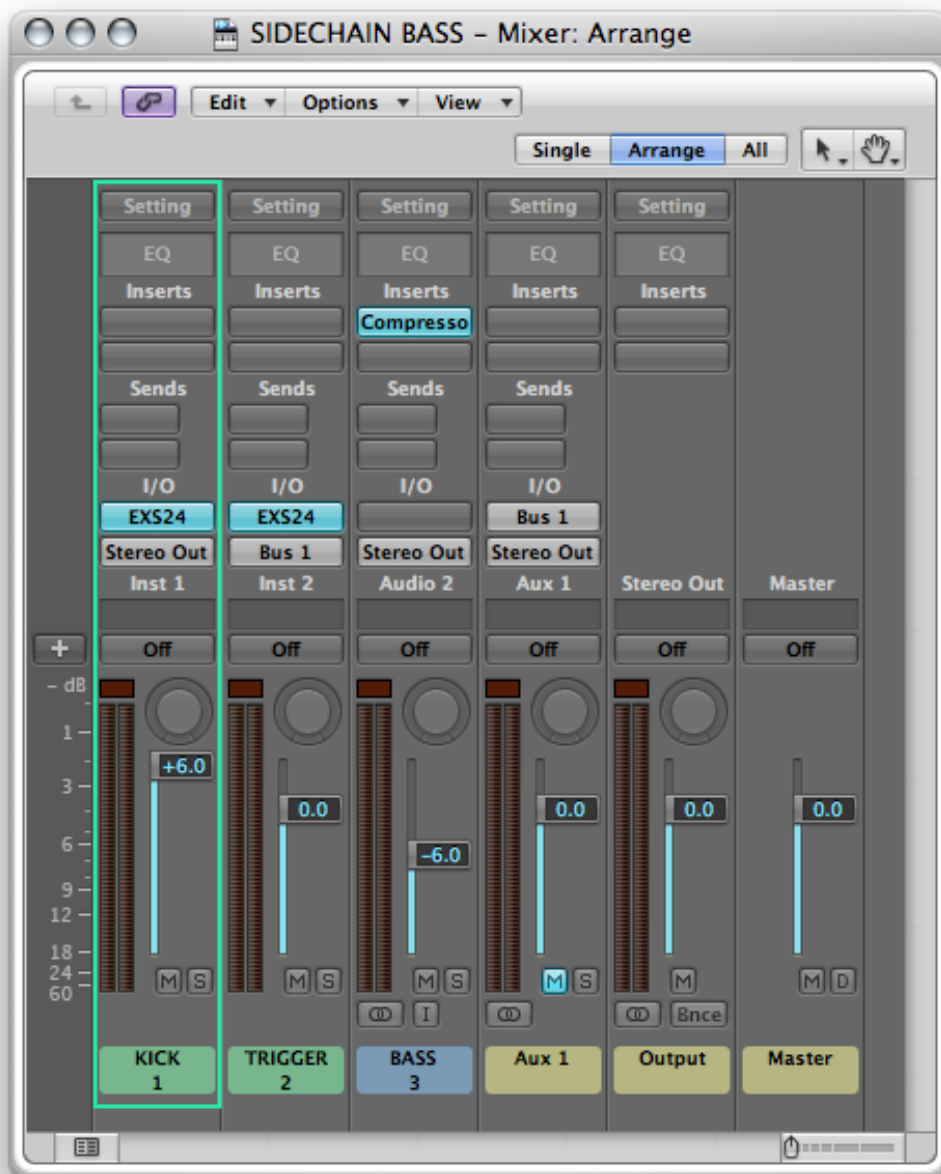 SIDECHAIN BASS – Mixer: Arrange
Edit Options View
Single Arrange All
Setting Setting Setting Setting Setting
EQ EQ EQ EQ EQ
Inserts Inserts Inserts Inserts Inserts
Compresso
Sends Sends Sends Sends
I/O I/O I/O I/O
EXS24 EXS24 Bus 1
Stereo Out Bus 1 Stereo Out Stereo Out
Inst 1 Inst 2 Audio 2 Aux 1 Stereo Out Master
+ Off Off Off Off Off Off
- dB
1
+6.0
3
0.0 0.0 0.0 0.0
6
-6.0
9
12
18
24 M S M S M S M S M M D
60
I Bnce
KICK TRIGGER BASS Aux 1 Output Master
1 2 3